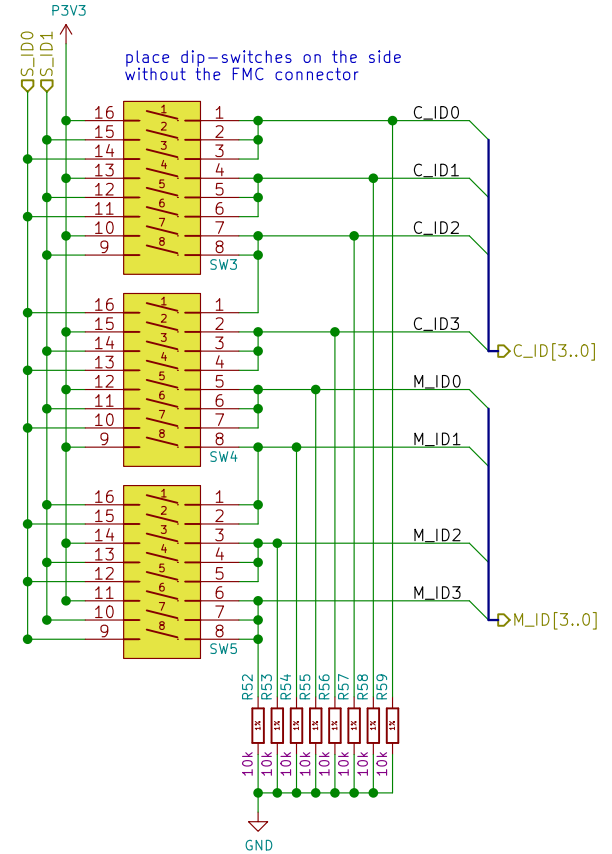 P3V3
S_ID0
S_ID1
place dip-switches on the side
without the FMC connector
16 1 1 C_ID0
15 2 2
14 3 3
13 4 4 C_ID1
12 5 5
11 6 6
10 7 7 C_ID2
9 8 8
SW3
16 1 1
15 2 2 C_ID3
14 3 3
C_ID[3..0]
13 4 4
12 5 5 M_ID0
11 6 6
10 7 7
9 8 8 M_ID1
SW4
16 1 1
15 2 2
14 3 3 M_ID2
13 4 4
12 5 5
11 6 6 M_ID3
10 7 7
M_ID[3..0]
9 8 8
SW5
R52 R53 R54 R55 R56 R57 R58 R59
1% 1% 1% 1% 1% 1% 1% 1%
10k 10k 10k 10k 10k 10k 10k 10k
GND